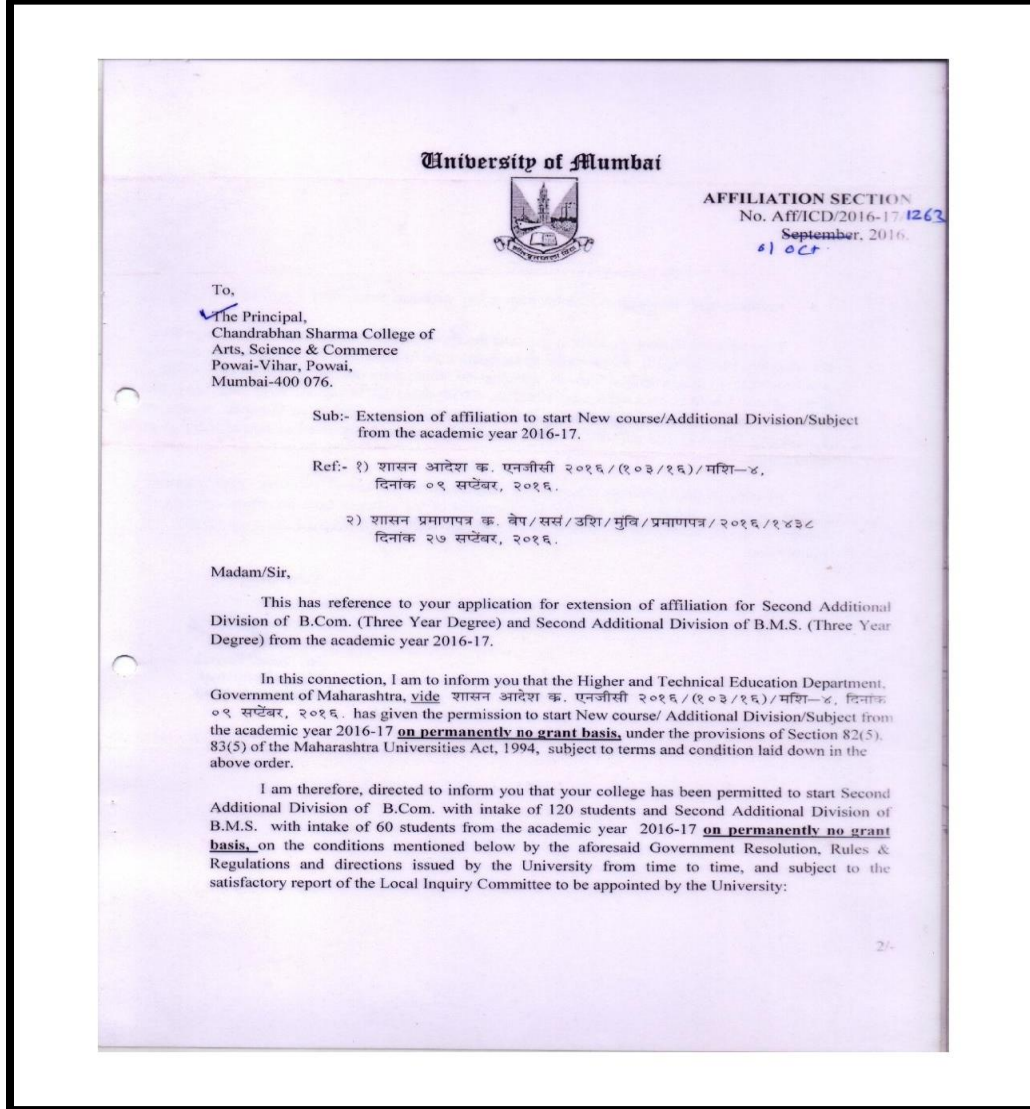 University of Mumbai
AFFILIATION SECTION
No. Aff/ICD/2016-17/1263
September, 2016.
01 Oct.
To,
The Principal,
Chandrabhan Sharma College of
Arts, Science & Commerce
Powai-Vihar, Powai,
Mumbai-400 076.
Sub:- Extension of affiliation to start New course/Additional Division/Subject
from the academic year 2016-17.
Ref:- १) शासन आदेश क. एनजीसी २०१६/(१०३/१६)/मशि-४,
दिनांक ०९ सप्टेंबर, २०१६.
२) शासन प्रमाणपत्र क. वेप/ससं/उशि/मुंवि/प्रमाणपत्र/२०१६/१४३८
दिनांक २७ सप्टेंबर, २०१६.
Madam/Sir,
This has reference to your application for extension of affiliation for Second Additional
Division of B.Com. (Three Year Degree) and Second Additional Division of B.M.S. (Three Year
Degree) from the academic year 2016-17.
In this connection, I am to inform you that the Higher and Technical Education Department,
Government of Maharashtra, vide शासन आदेश क. एनजीसी २०१६/(१०३/१६)/मशि-४, दिनांक
०९ सप्टेंबर, २०१६. has given the permission to start New course/ Additional Division/Subject from
the academic year 2016-17 on permanently no grant basis, under the provisions of Section 82(5),
83(5) of the Maharashtra Universities Act, 1994, subject to terms and condition laid down in the
above order.
I am therefore, directed to inform you that your college has been permitted to start Second
Additional Division of B.Com. with intake of 120 students and Second Additional Division of
B.M.S. with intake of 60 students from the academic year 2016-17 on permanently no grant
basis, on the conditions mentioned below by the aforesaid Government Resolution, Rules &
Regulations and directions issued by the University from time to time, and subject to the
satisfactory report of the Local Inquiry Committee to be appointed by the University:
2/-